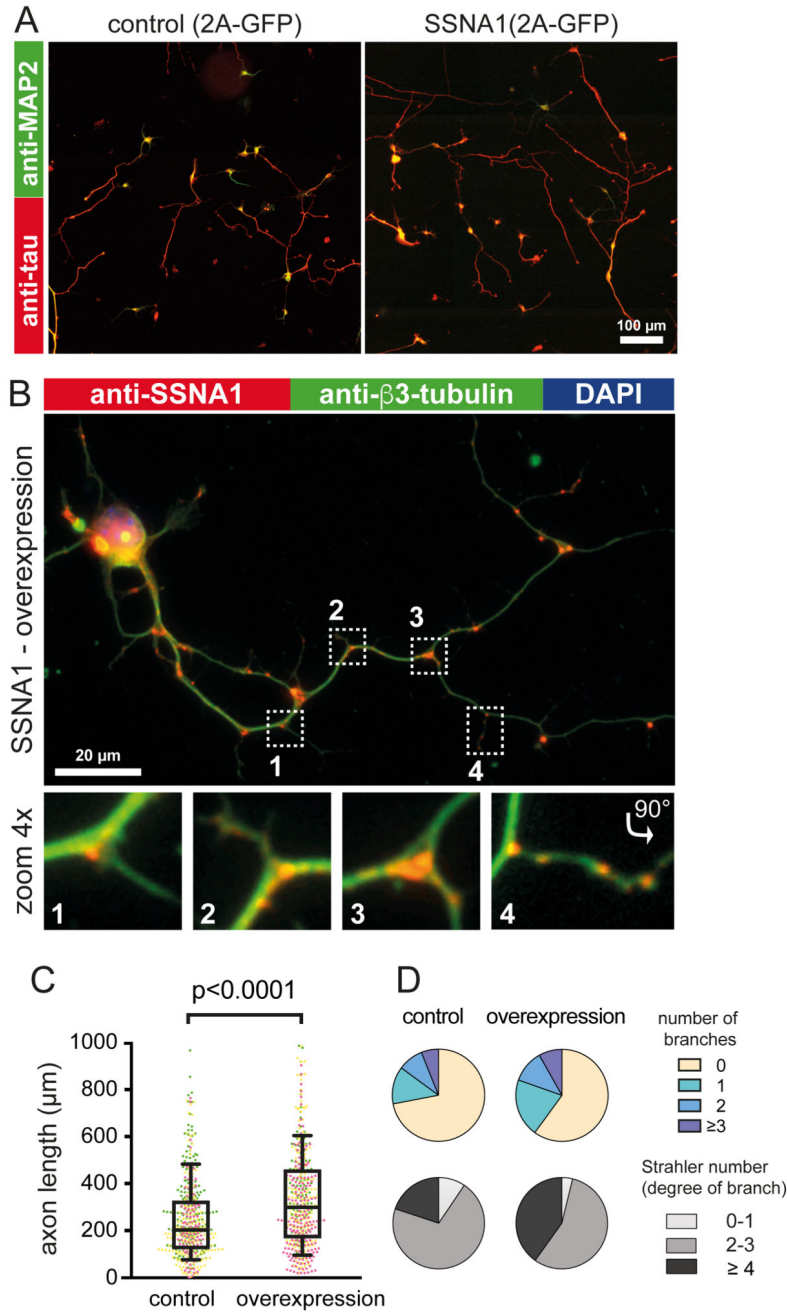 A
control (2A-GFP)
SSNA1(2A-GFP)
anti-MAP2
anti-tau
100 µm
B
anti-SSNA1
anti-β3-tubulin
DAPI
SSNA1 - overexpression
2
3
1
4
20 µm
zoom 4x
1
2
3
4
90°
C
p<0.0001
axon length (µm)
1000
800
600
400
200
0
control
overexpression
D
control
overexpression
number of
branches
0
1
2
≥3
Strahler number
(degree of branch)
0-1
2-3
≥ 4